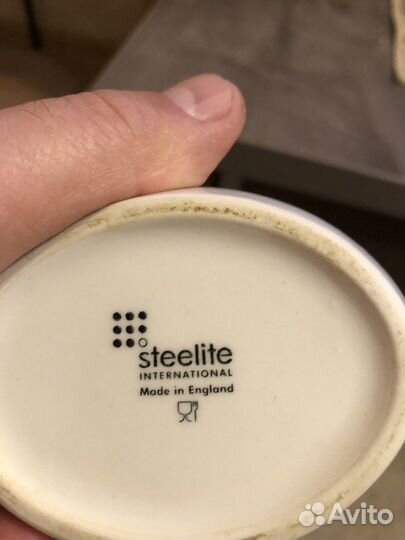 steelite
INTERNATIONAL
Made in England
Avito